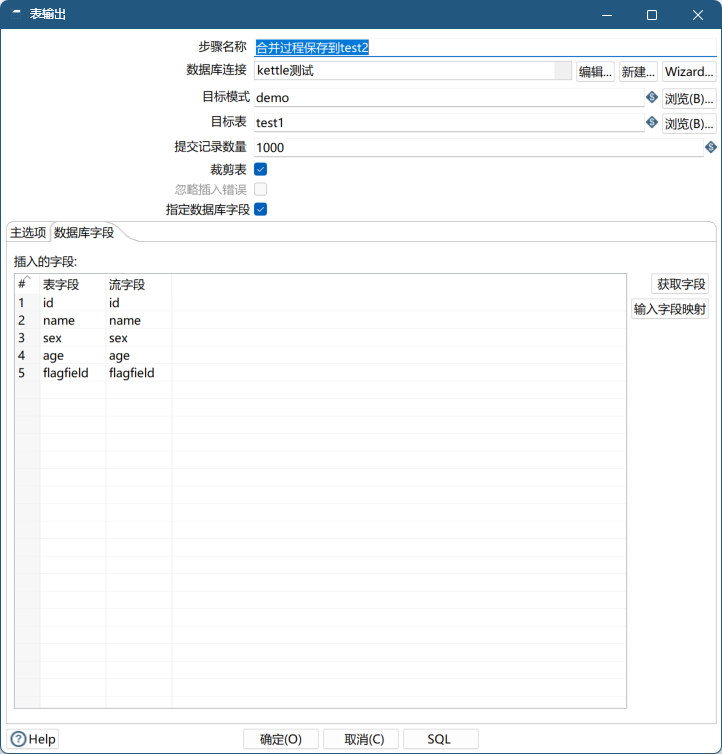 表输出
步骤名称 合并过程保存到test2
数据库连接 kettle测试 编辑... 新建... Wizard...
目标模式 demo 浏览(B)...
目标表 test1 浏览(B)...
提交记录数量 1000
裁剪表
忽略插入错误
指定数据库字段
主选项 数据库字段
插入的字段:
# 表字段 流字段 获取字段
1 id id
输入字段映射
2 name name
3 sex sex
4 age age
5 flagfield flagfield
Help 确定(O) 取消(C) SQL